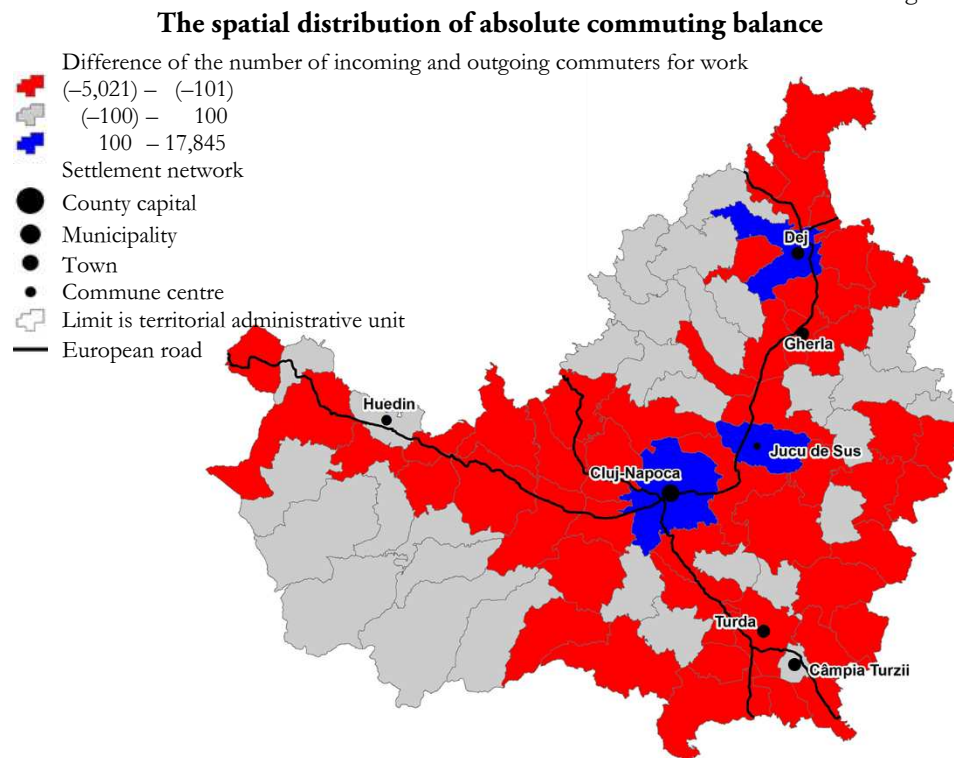 The spatial distribution of absolute commuting balance
Difference of the number of incoming and outgoing commuters for work
(–5,021) – (–101)
(–100) – 100
100 – 17,845
Settlement network
County capital
Municipality
Town
Commune centre
Limit is territorial administrative unit
European road
Dej
Gherla
Huedin
Jucu de Sus
Cluj-Napoca
Turda
Câmpia Turzii